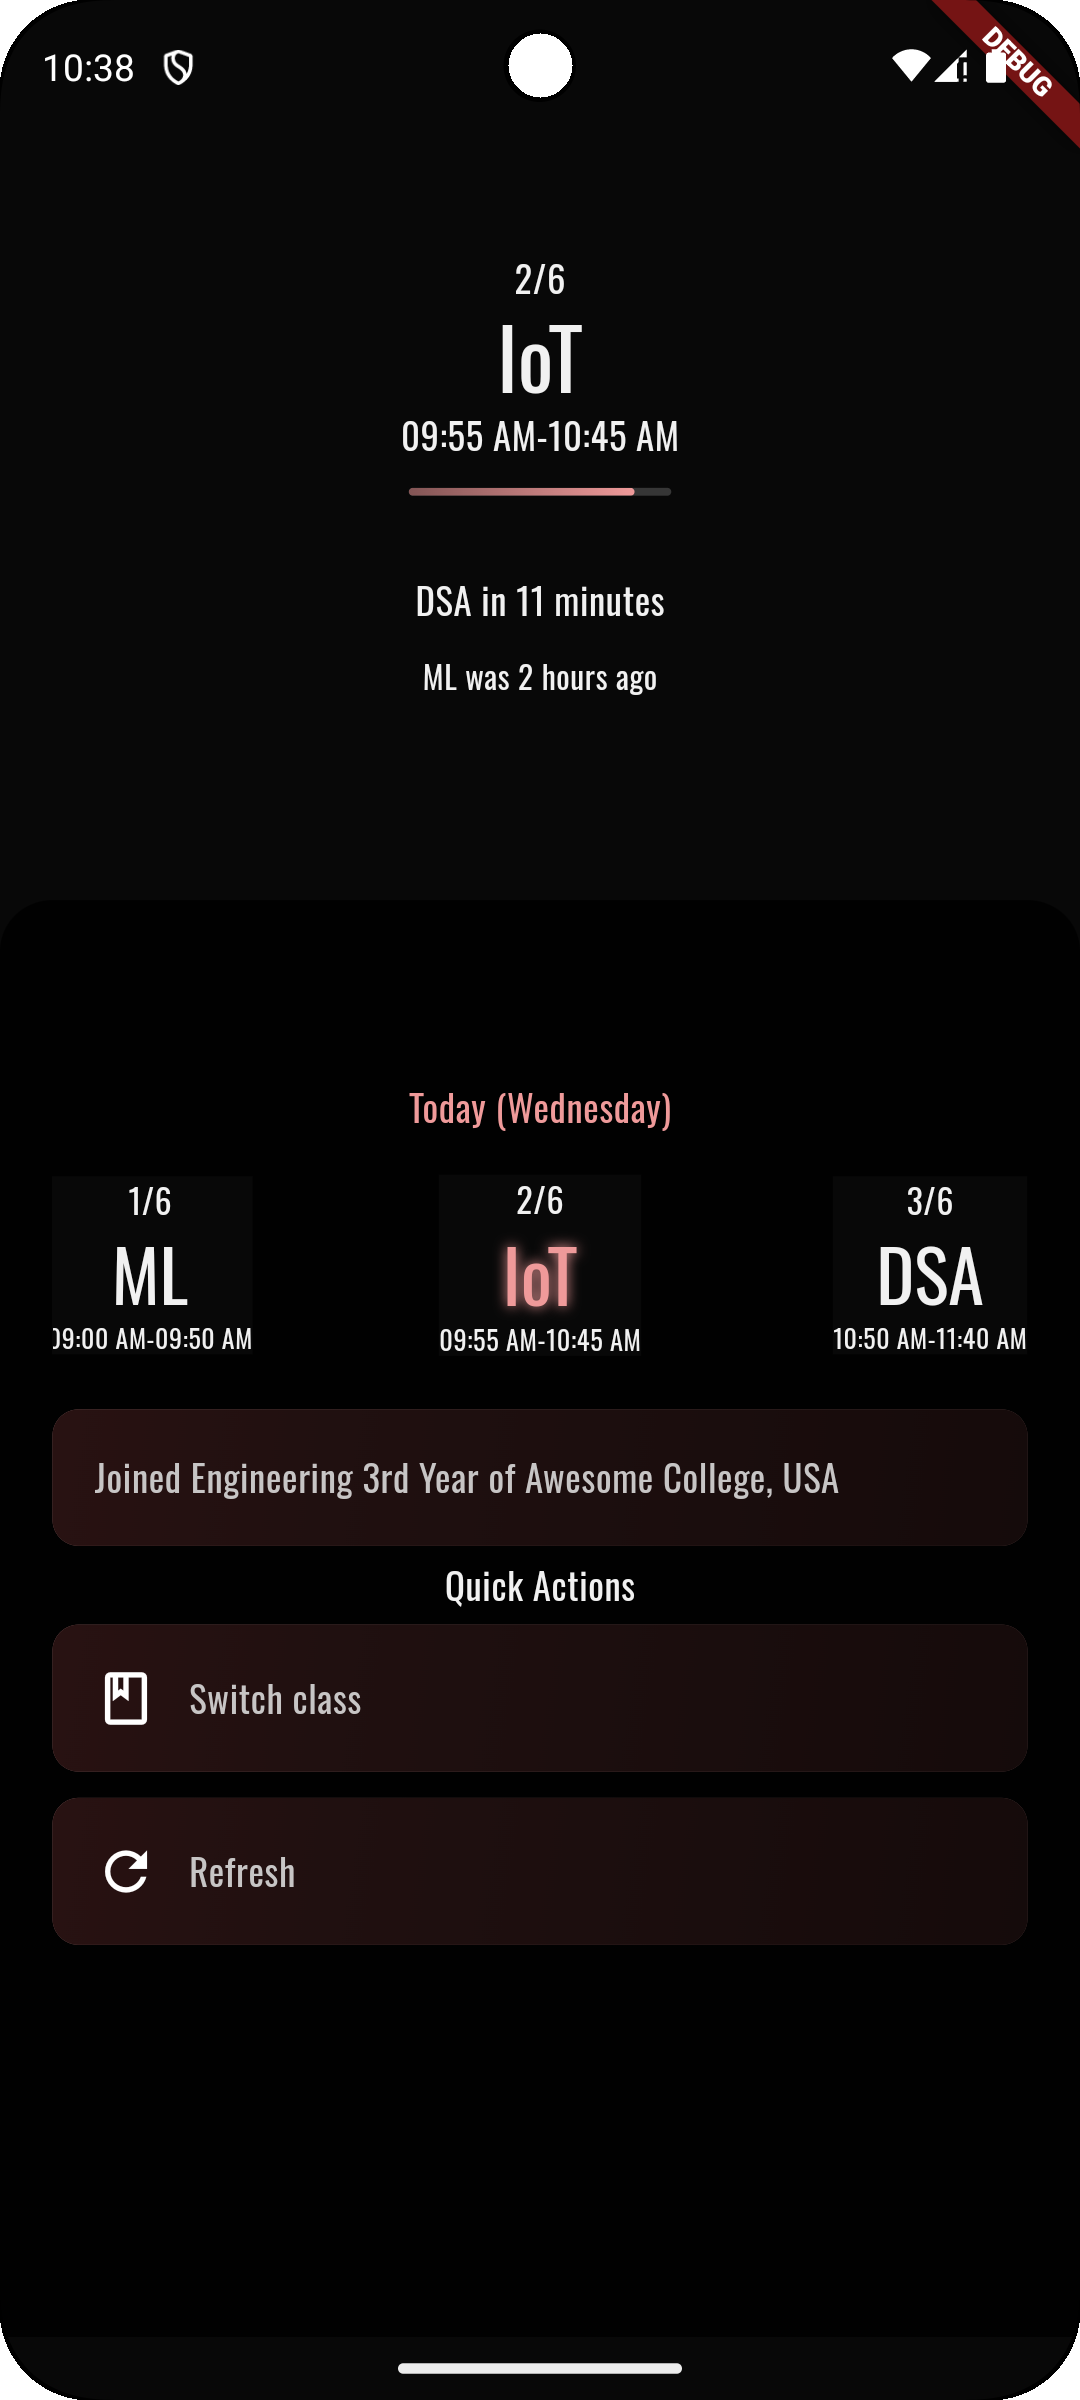 10:38
DEBUG
2/6
IoT
09:55 AM-10:45 AM
DSA in 11 minutes
ML was 2 hours ago
Today (Wednesday)
1/6
2/6
3/6
ML
IoT
DSA
09:00 AM-09:50 AM
09:55 AM-10:45 AM
10:50 AM-11:40 AM
Joined Engineering 3rd Year of Awesome College, USA
Quick Actions
Switch class
Refresh